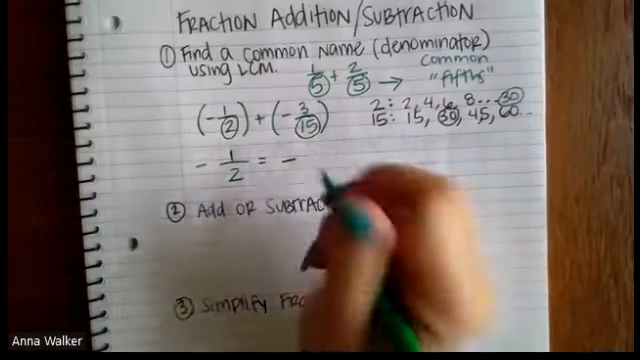 FRACTION ADDITION/SUBTRACTION
① Find a common name (denominator)
using LCM. 1/5 + 2/5 → common "fifths"
(-1/2) + (-3/15) 2: 2, 4, 6, 8 ... 30
15: 15, 30, 45, 60 ...
- 1/2 = -
② Add OR SUBTRAC
③ Simplify FRA
Anna Walker